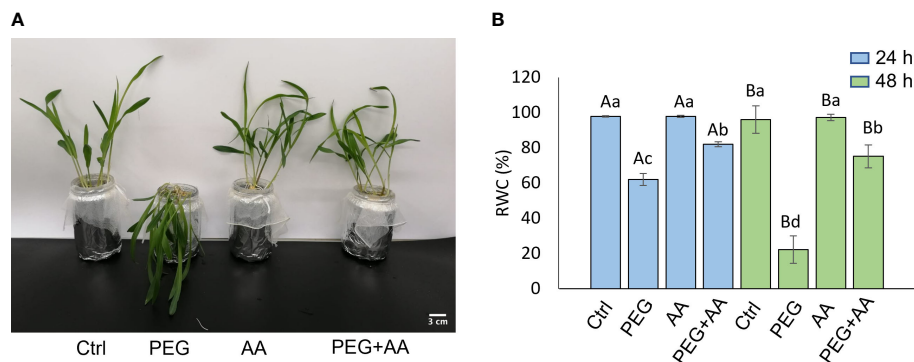 A
3 cm
Ctrl PEG AA PEG+AA
B
24 h
48 h
RWC (%)
120
100
80
60
40
20
0
Aa Ac Aa Ab Ba Bd Ba Bb
Ctrl PEG AA PEG+AA Ctrl PEG AA PEG+AA